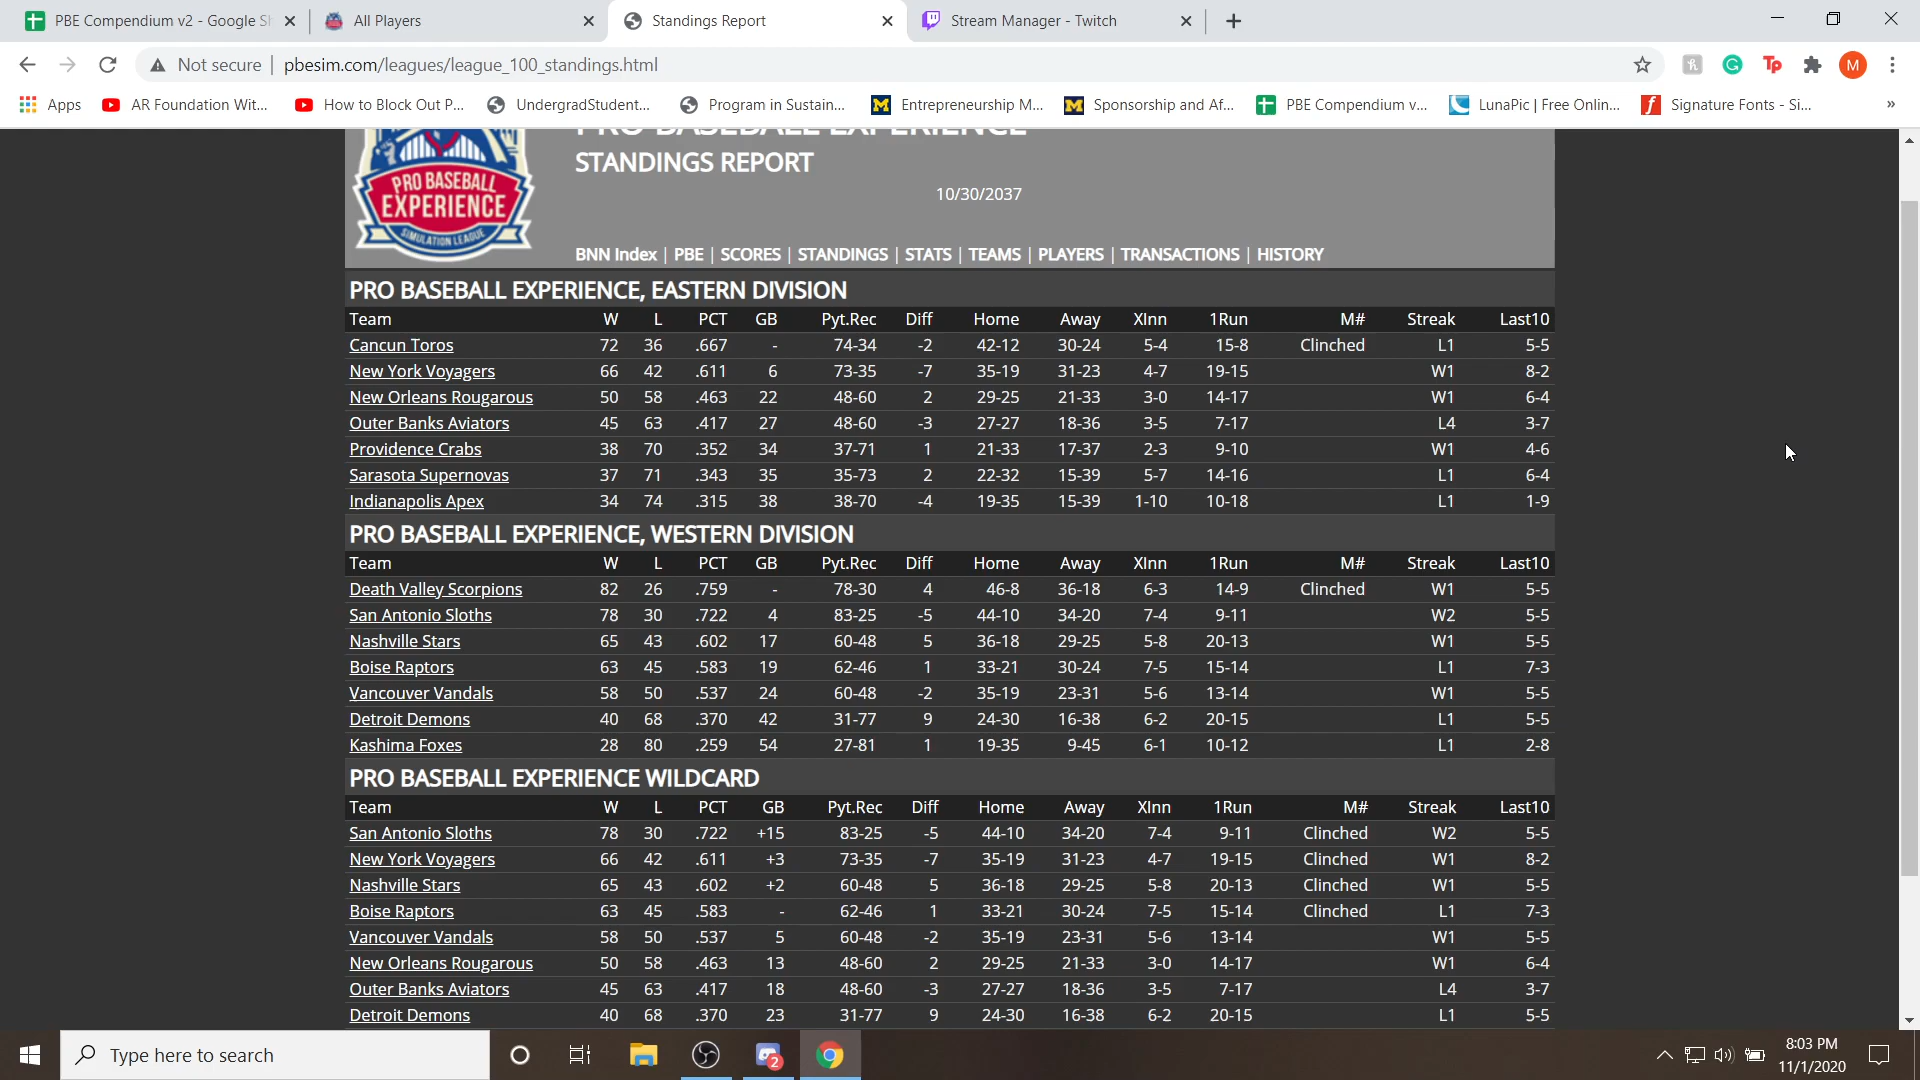 PBE Compendium v2 - Google Sh
All Players
Standings Report
Stream Manager - Twitch
Not secure | pbesim.com/leagues/league_100_standings.html
Apps AR Foundation Wit... How to Block Out P... UndergradStudent... Program in Sustain... Entrepreneurship M... Sponsorship and Af... PBE Compendium v... LunaPic | Free Onlin... Signature Fonts - Si... »
PRO BASEBALL EXPERIENCE
STANDINGS REPORT
10/30/2037
PRO BASEBALL
EXPERIENCE
SIMULATION LEAGUE
BNN Index | PBE | SCORES | STANDINGS | STATS | TEAMS | PLAYERS | TRANSACTIONS | HISTORY
PRO BASEBALL EXPERIENCE, EASTERN DIVISION
Team W L PCT GB Pyt.Rec Diff Home Away XInn 1Run M# Streak Last10
Cancun Toros 72 36 .667 - 74-34 -2 42-12 30-24 5-4 15-8 Clinched L1 5-5
New York Voyagers 66 42 .611 6 73-35 -7 35-19 31-23 4-7 19-15 W1 8-2
New Orleans Rougarous 50 58 .463 22 48-60 2 29-25 21-33 3-0 14-17 W1 6-4
Outer Banks Aviators 45 63 .417 27 48-60 -3 27-27 18-36 3-5 7-17 L4 3-7
Providence Crabs 38 70 .352 34 37-71 1 21-33 17-37 2-3 9-10 W1 4-6
Sarasota Supernovas 37 71 .343 35 35-73 2 22-32 15-39 5-7 14-16 L1 6-4
Indianapolis Apex 34 74 .315 38 38-70 -4 19-35 15-39 1-10 10-18 L1 1-9
PRO BASEBALL EXPERIENCE, WESTERN DIVISION
Team W L PCT GB Pyt.Rec Diff Home Away XInn 1Run M# Streak Last10
Death Valley Scorpions 82 26 .759 - 78-30 4 46-8 36-18 6-3 14-9 Clinched W1 5-5
San Antonio Sloths 78 30 .722 4 83-25 -5 44-10 34-20 7-4 9-11 W2 5-5
Nashville Stars 65 43 .602 17 60-48 5 36-18 29-25 5-8 20-13 W1 5-5
Boise Raptors 63 45 .583 19 62-46 1 33-21 30-24 7-5 15-14 L1 7-3
Vancouver Vandals 58 50 .537 24 60-48 -2 35-19 23-31 5-6 13-14 W1 5-5
Detroit Demons 40 68 .370 42 31-77 9 24-30 16-38 6-2 20-15 L1 5-5
Kashima Foxes 28 80 .259 54 27-81 1 19-35 9-45 6-1 10-12 L1 2-8
PRO BASEBALL EXPERIENCE WILDCARD
Team W L PCT GB Pyt.Rec Diff Home Away XInn 1Run M# Streak Last10
San Antonio Sloths 78 30 .722 +15 83-25 -5 44-10 34-20 7-4 9-11 Clinched W2 5-5
New York Voyagers 66 42 .611 +3 73-35 -7 35-19 31-23 4-7 19-15 Clinched W1 8-2
Nashville Stars 65 43 .602 +2 60-48 5 36-18 29-25 5-8 20-13 Clinched W1 5-5
Boise Raptors 63 45 .583 - 62-46 1 33-21 30-24 7-5 15-14 Clinched L1 7-3
Vancouver Vandals 58 50 .537 5 60-48 -2 35-19 23-31 5-6 13-14 W1 5-5
New Orleans Rougarous 50 58 .463 13 48-60 2 29-25 21-33 3-0 14-17 W1 6-4
Outer Banks Aviators 45 63 .417 18 48-60 -3 27-27 18-36 3-5 7-17 L4 3-7
Detroit Demons 40 68 .370 23 31-77 9 24-30 16-38 6-2 20-15 L1 5-5
Type here to search
2
8:03 PM
11/1/2020